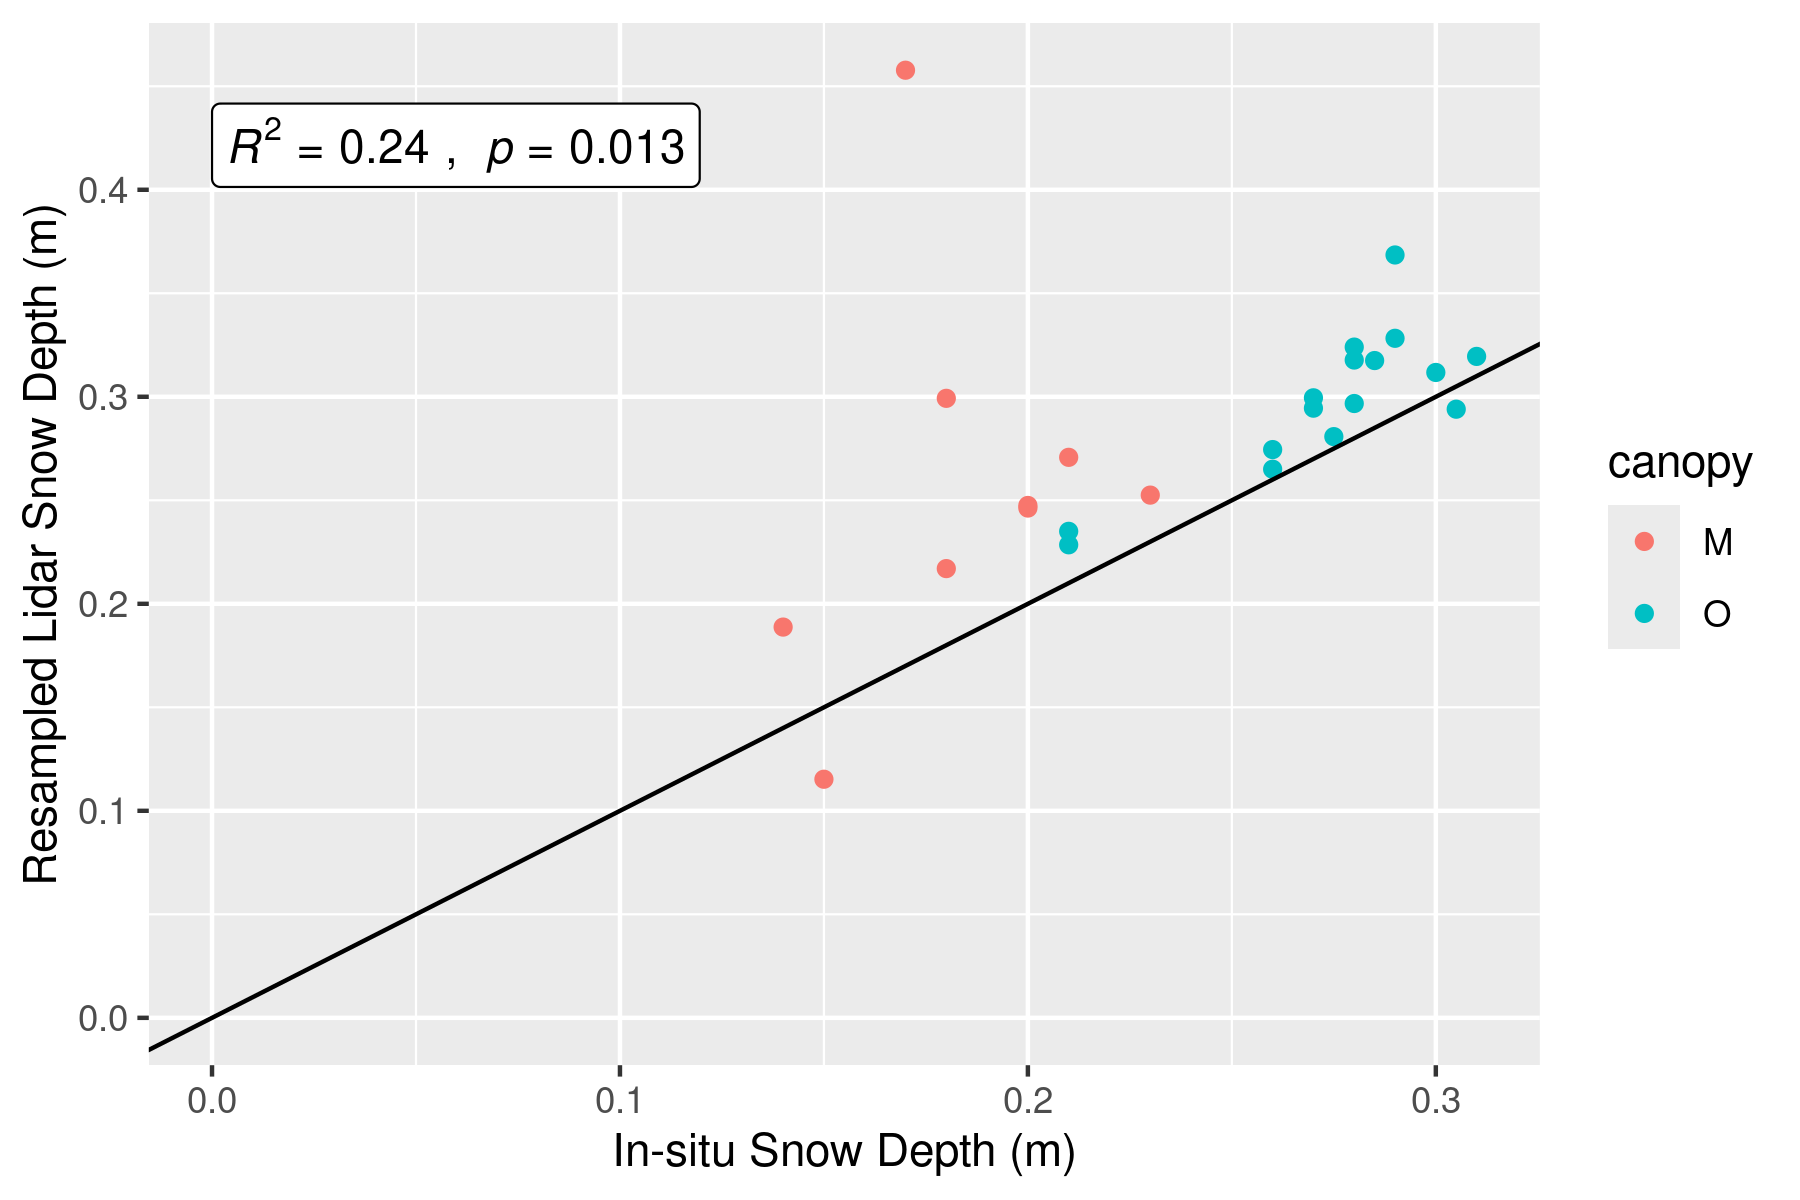 R² = 0.24 , p = 0.013
Resampled Lidar Snow Depth (m)
0.4
0.3
0.2
0.1
0.0
0.0 0.1 0.2 0.3
In-situ Snow Depth (m)
canopy
M
O